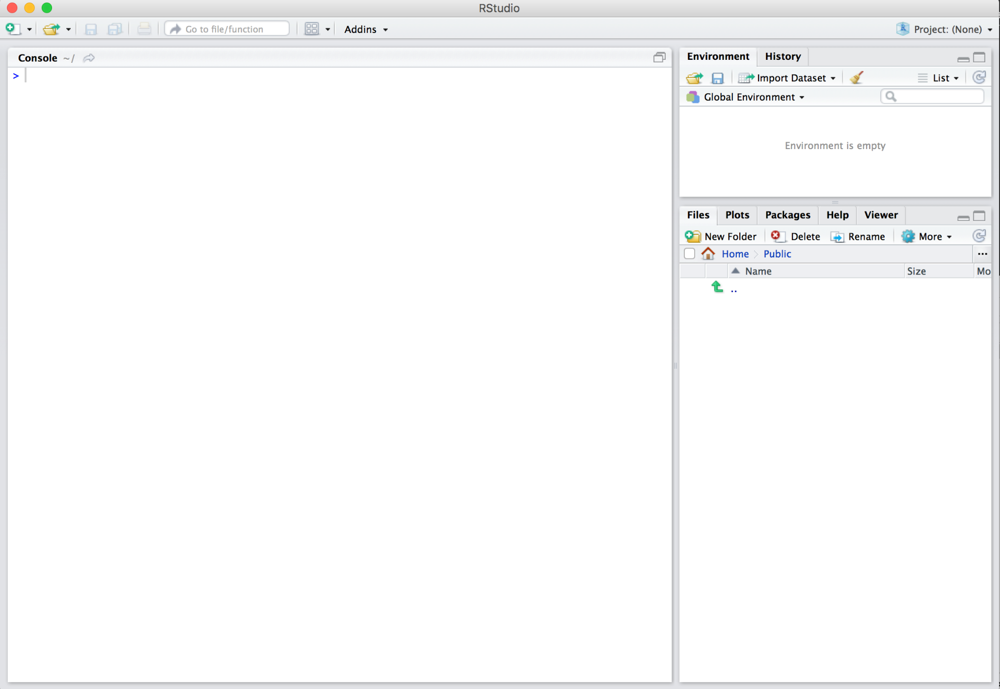 RStudio
Go to file/function
Addins
Project: (None)
Console ~/
>
Environment History
Import Dataset List
Global Environment
Environment is empty
Files Plots Packages Help Viewer
New Folder Delete Rename More
Home Public ...
Name Size Mo
..